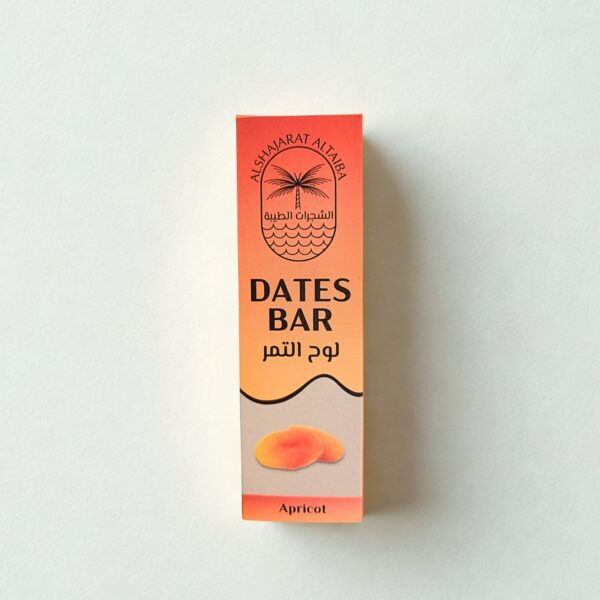 ALSHAJARAT ALTAIBA
الشجرات الطيبة
DATES
BAR
لوح التمر
Apricot